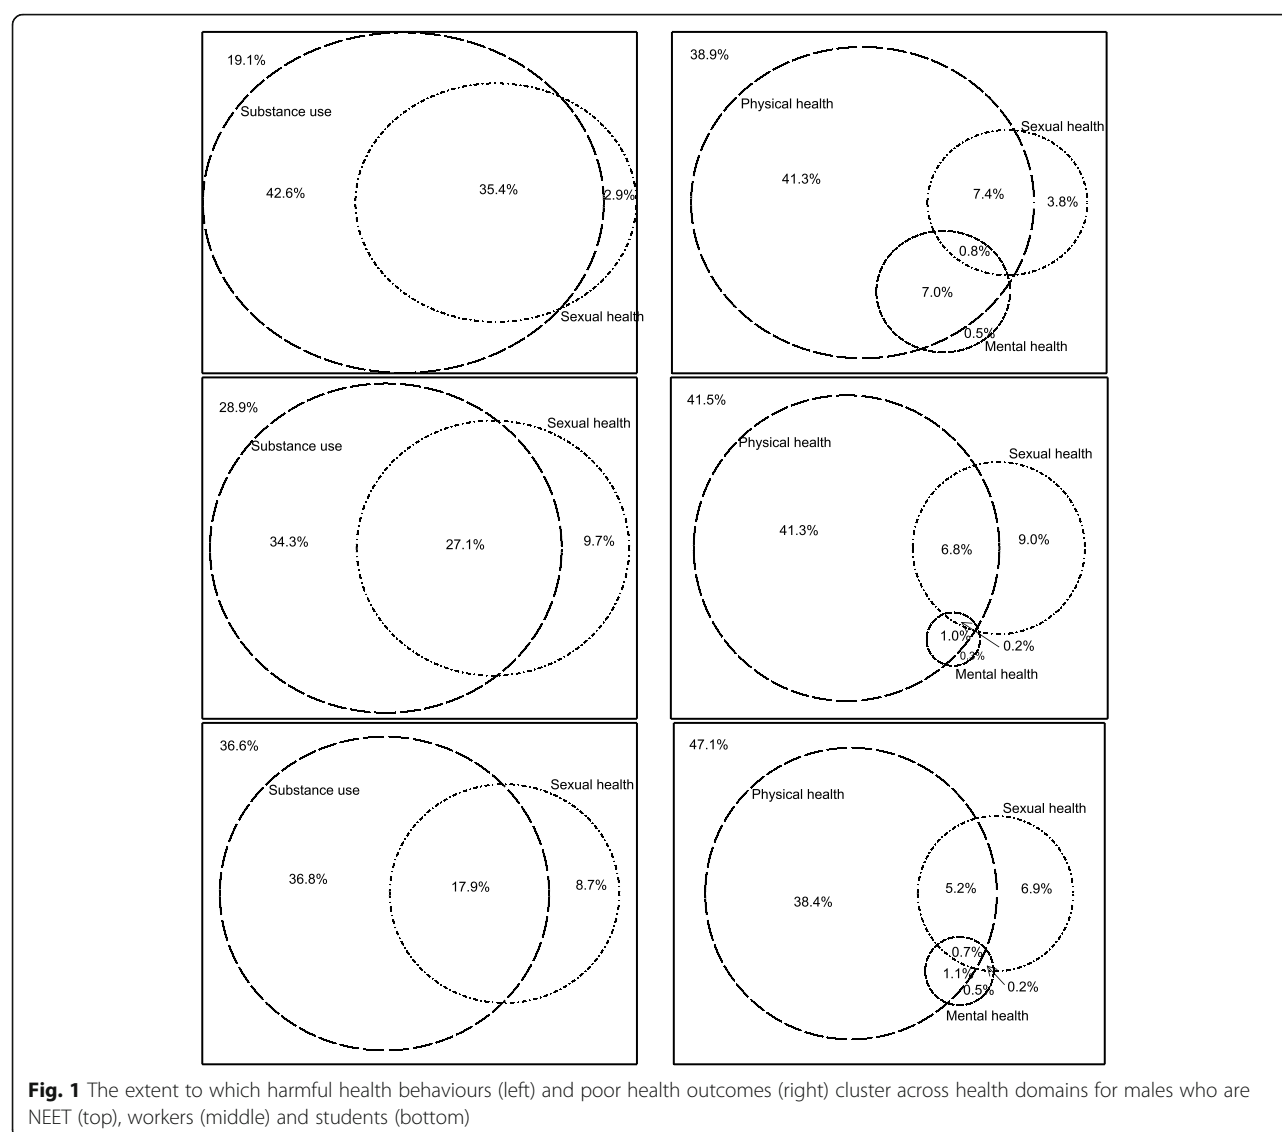 19.1%
Substance use
42.6%
35.4%
2.9%
Sexual health
38.9%
Physical health
Sexual health
41.3%
7.4%
3.8%
0.8%
7.0%
0.5%
Mental health
28.9%
Sexual health
Substance use
34.3%
27.1%
9.7%
41.5%
Physical health
Sexual health
41.3%
6.8%
9.0%
1.0%
0.2%
0.3%
Mental health
36.6%
Sexual health
Substance use
36.8%
17.9%
8.7%
47.1%
Physical health
Sexual health
38.4%
5.2%
6.9%
0.7%
1.1%
0.5%
0.2%
Mental health
Fig. 1 The extent to which harmful health behaviours (left) and poor health outcomes (right) cluster across health domains for males who are
NEET (top), workers (middle) and students (bottom)